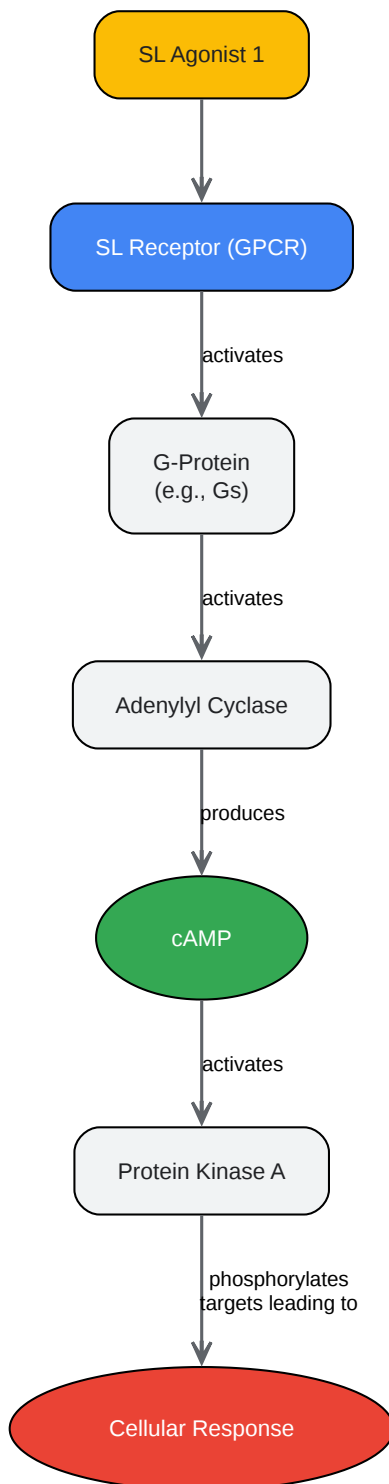 SL Agonist 1
SL Receptor (GPCR)
activates
G-Protein
(e.g., Gs)
activates
Adenylyl Cyclase
produces
cAMP
activates
Protein Kinase A
phosphorylates
targets leading to
Cellular Response